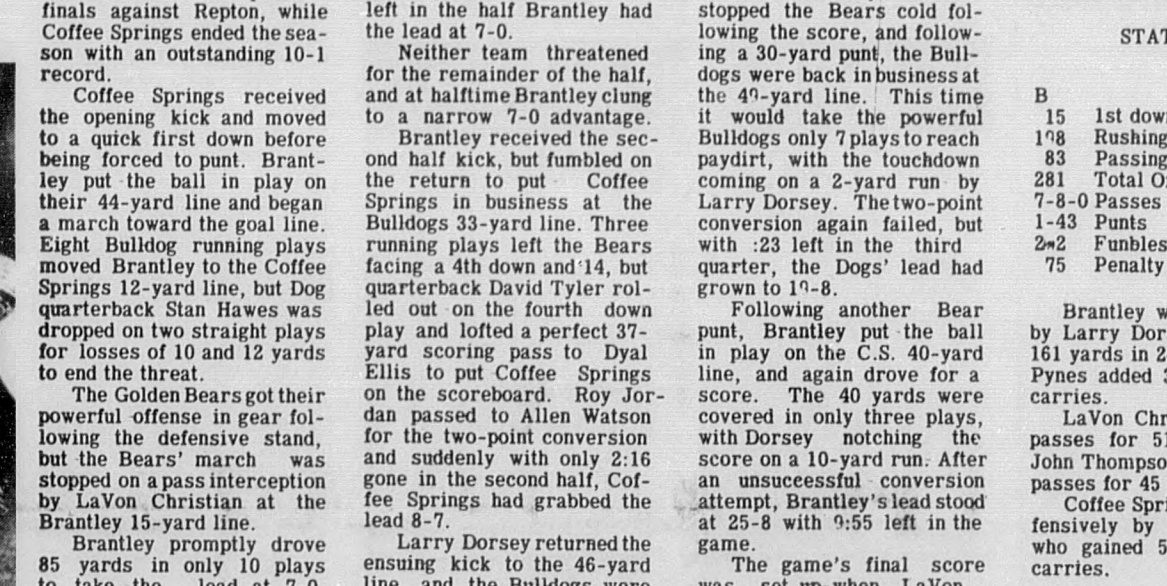 finals against Repton, while
Coffee Springs ended the sea-
son with an outstanding 10-1
record.
Coffee Springs received
the opening kick and moved
to a quick first down before
being forced to punt. Brant-
ley put the ball in play on
their 44-yard line and began
a march toward the goal line.
Eight Bulldog running plays
moved Brantley to the Coffee
Springs 12-yard line, but Dog
quarterback Stan Hawes was
dropped on two straight plays
for losses of 10 and 12 yards
to end the threat.
The Golden Bears got their
powerful offense in gear fol-
lowing the defensive stand,
but the Bears' march was
stopped on a pass interception
by LaVon Christian at the
Brantley 15-yard line.
Brantley promptly drove
85 yards in only 10 plays
to take the lead at 7-0
left in the half Brantley had
the lead at 7-0.
Neither team threatened
for the remainder of the half,
and at halftime Brantley clung
to a narrow 7-0 advantage.
Brantley received the sec-
ond half kick, but fumbled on
the return to put Coffee
Springs in business at the
Bulldogs 33-yard line. Three
running plays left the Bears
facing a 4th down and 14, but
quarterback David Tyler rol-
led out on the fourth down
play and lofted a perfect 37-
yard scoring pass to Dyal
Ellis to put Coffee Springs
on the scoreboard. Roy Jor-
dan passed to Allen Watson
for the two-point conversion
and suddenly with only 2:16
gone in the second half, Cof-
fee Springs had grabbed the
lead 8-7.
Larry Dorsey returned the
ensuing kick to the 46-yard
line and the Bulldogs were
stopped the Bears cold fol-
lowing the score, and follow-
ing a 30-yard punt, the Bull-
dogs were back in business at
the yard line. This time
it would take the powerful
Bulldogs only 7 plays to reach
paydirt, with the touchdown
coming on a 2-yard run by
Larry Dorsey. The two-point
conversion again failed, but
with :23 left in the third
quarter, the Dogs' lead had
grown to
Following another Bear
punt, Brantley put the ball
in play on the C.S. 40-yard
line, and again drove for a
score. The 40 yards were
covered in only three plays,
with Dorsey notching the
score on a 10-yard run. After
an unsuccessful conversion
attempt, Brantley's lead stood
at 25-8 with 9:55 left in the
game.
The game's final score
was set up when LaVon
STAT
B
15 1st dow
Rushing
83 Passing
281 Total O
7-8-0 Passes
1-43 Punts
Funbles
75 Penalty
Brantley w
by Larry Dor
161 yards in 2
Pynes added 3
carries.
LaVon Chr
passes for 51
John Thompso
passes for 45
Coffee Spri
fensively by
who gained 5
carries.